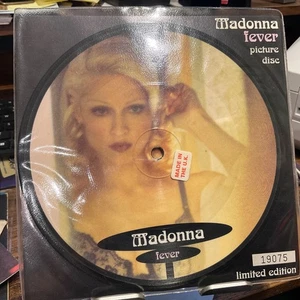 Madonna
fever
picture
disc
MADE IN
THE U.K.
Madonna
fever
19075
limited edition